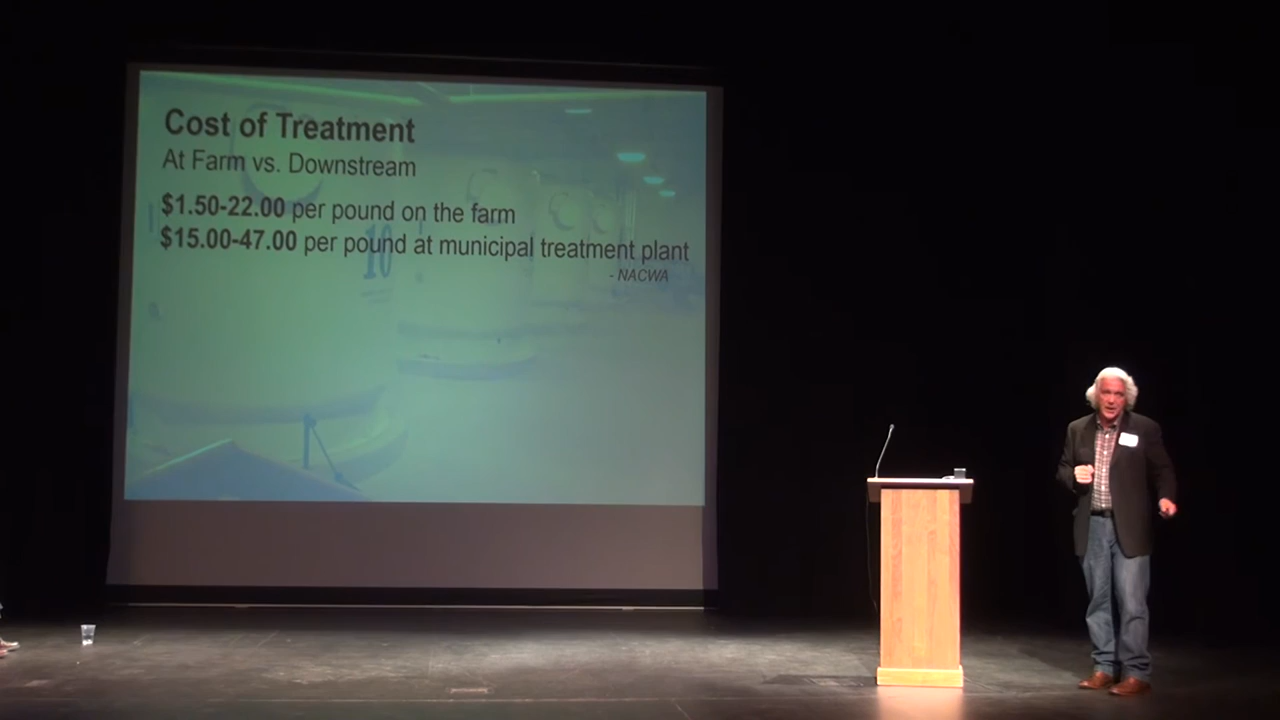 Cost of Treatment
At Farm vs. Downstream
$1.50-22.00 per pound on the farm
$15.00-47.00 per pound at municipal treatment plant
- NACWA
10